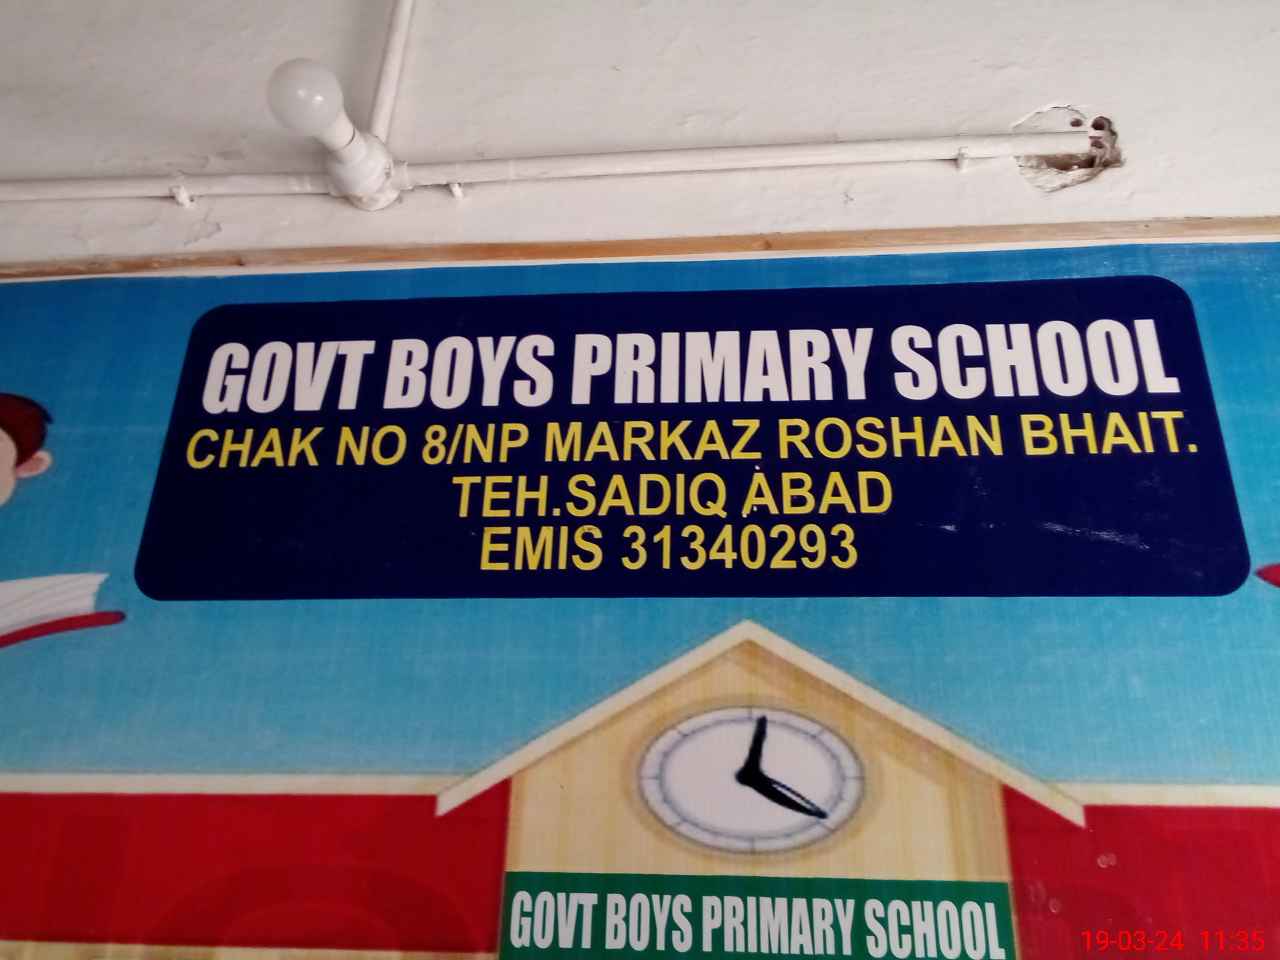 GOVT BOYS PRIMARY SCHOOL
CHAK NO 8/NP MARKAZ ROSHAN BHAIT.
TEH.SADIQ ABAD
EMIS 31340293
GOVT BOYS PRIMARY SCHOOL
19-03-24 11:35